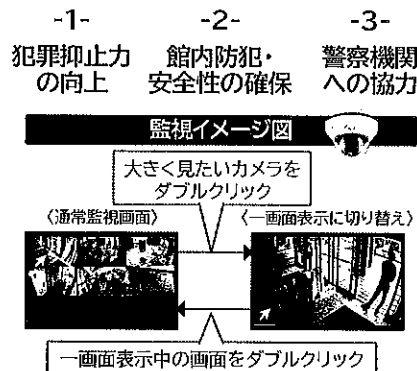 -1-
犯罪抑止力
の向上
-2-
館内防犯・
安全性の確保
-3-
警察機関
への協力
監視イメージ図
大きく見たいカメラを
ダブルクリック
〈通常監視画面〉
〈一画面表示に切り替え〉
一画面表示中の画面をダブルクリック